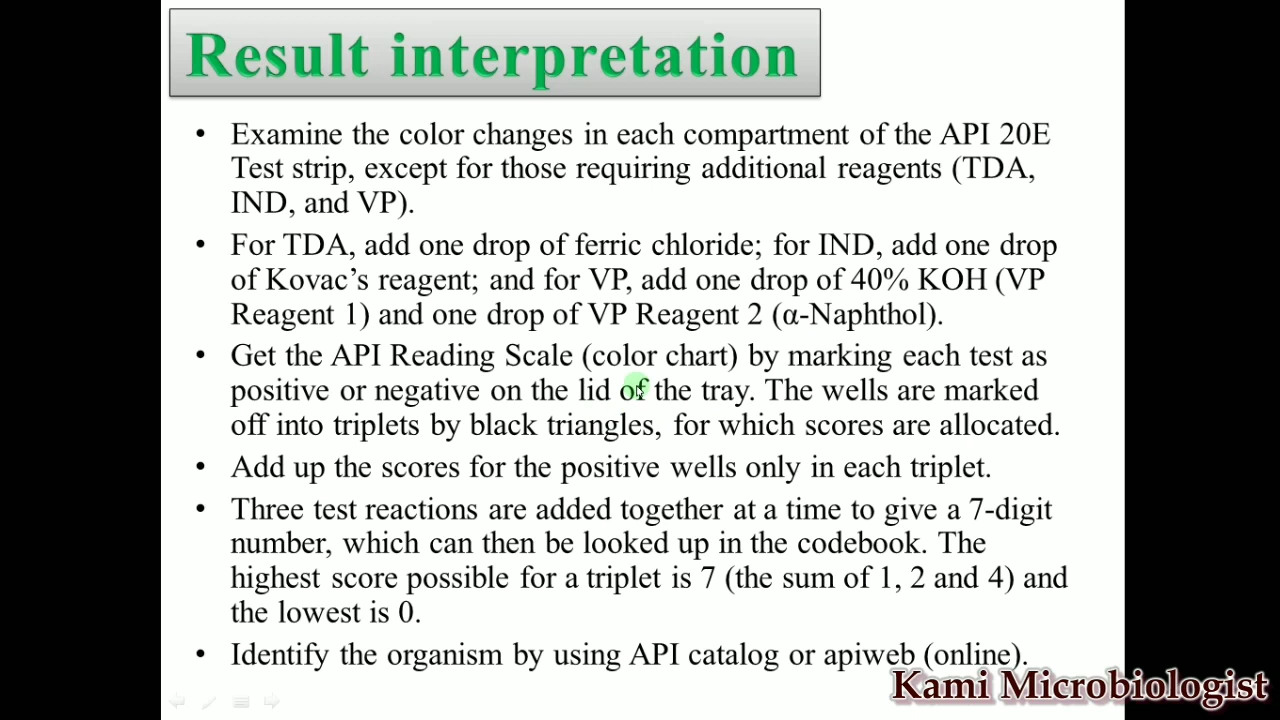 Result interpretation
• Examine the color changes in each compartment of the API 20E
Test strip, except for those requiring additional reagents (TDA,
IND, and VP).
• For TDA, add one drop of ferric chloride; for IND, add one drop
of Kovac’s reagent; and for VP, add one drop of 40% KOH (VP
Reagent 1) and one drop of VP Reagent 2 (α-Naphthol).
• Get the API Reading Scale (color chart) by marking each test as
positive or negative on the lid of the tray. The wells are marked
off into triplets by black triangles, for which scores are allocated.
• Add up the scores for the positive wells only in each triplet.
• Three test reactions are added together at a time to give a 7-digit
number, which can then be looked up in the codebook. The
highest score possible for a triplet is 7 (the sum of 1, 2 and 4) and
the lowest is 0.
• Identify the organism by using API catalog or apiweb (online).
Kami Microbiologist